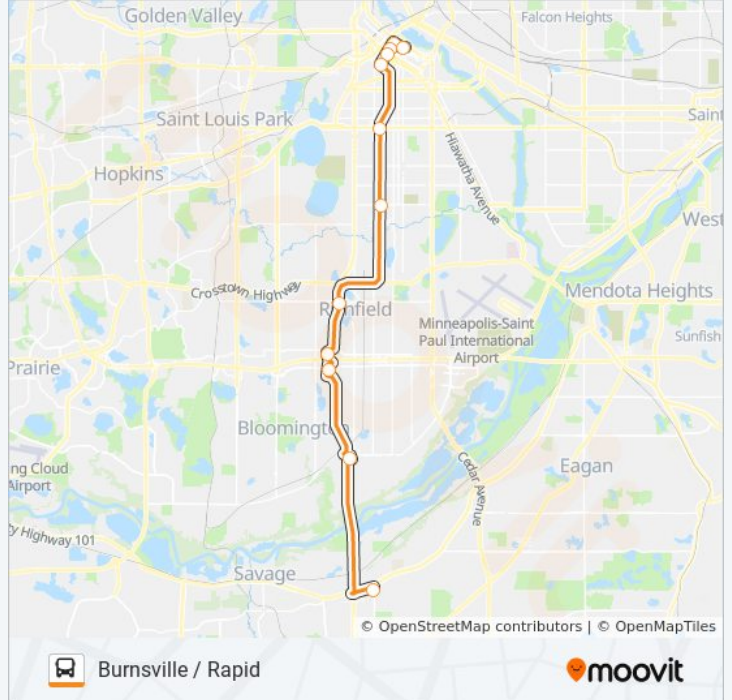 Golden Valley
Falcon Heights
Saint Louis Park
Saint
Hiawatha Avenue
Hopkins
West
Crosstown Highway
Mendota Heights
Richfield
Minneapolis-Saint
Paul International
Airport
Sunfish
Prairie
Bloomington
Eagan
ng Cloud
Airport
Cedar Avenue
ty Highway 101
Savage
© OpenStreetMap contributors | © OpenMapTiles
Burnsville / Rapid
moovit